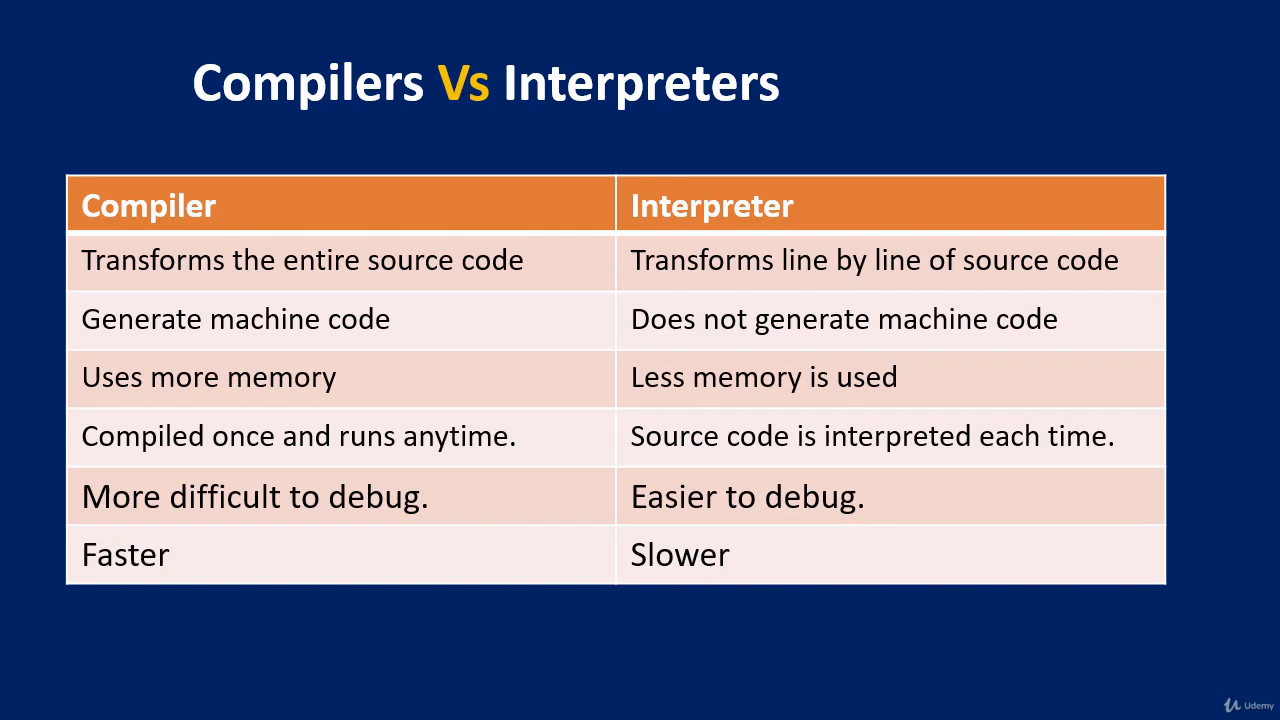 Compilers Vs Interpreters
Compiler Interpreter
Transforms the entire source code Transforms line by line of source code
Generate machine code Does not generate machine code
Uses more memory Less memory is used
Compiled once and runs anytime. Source code is interpreted each time.
More difficult to debug. Easier to debug.
Faster Slower
Udemy